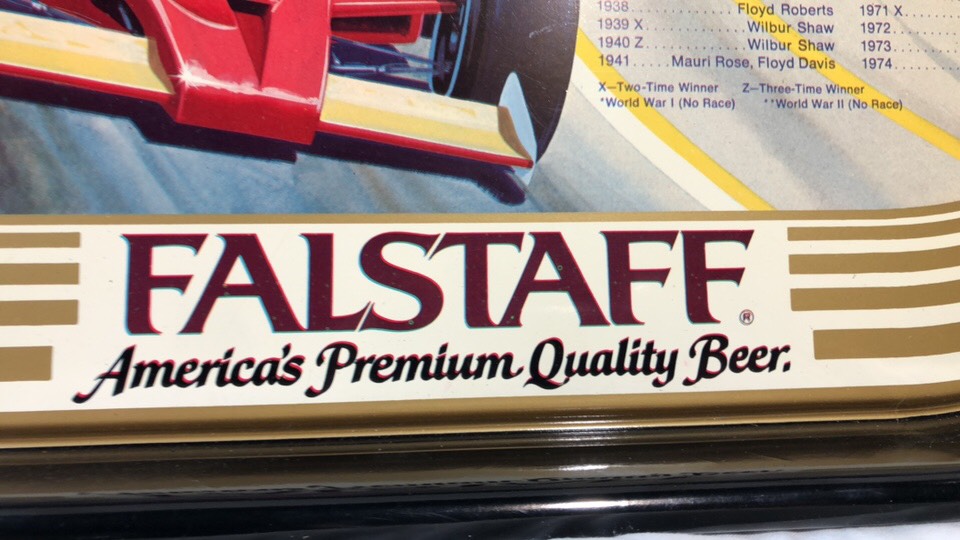 1938 .................. Floyd Roberts
1939 X .................. Wilbur Shaw
1940 Z .................. Wilbur Shaw
1941 ...... Mauri Rose, Floyd Davis
1971 X ........
1972 ..........
1973 ..........
1974 ..........
X—Two-Time Winner Z—Three-Time Winner
*World War I (No Race) **World War II (No Race)
FALSTAFF ®
America's Premium Quality Beer.